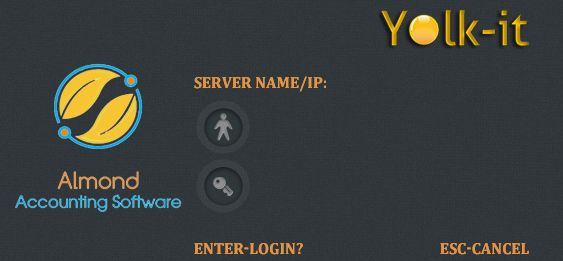 Yolk-it
SERVER NAME/IP:
Almond
Accounting Software
ENTER-LOGIN?
ESC-CANCEL